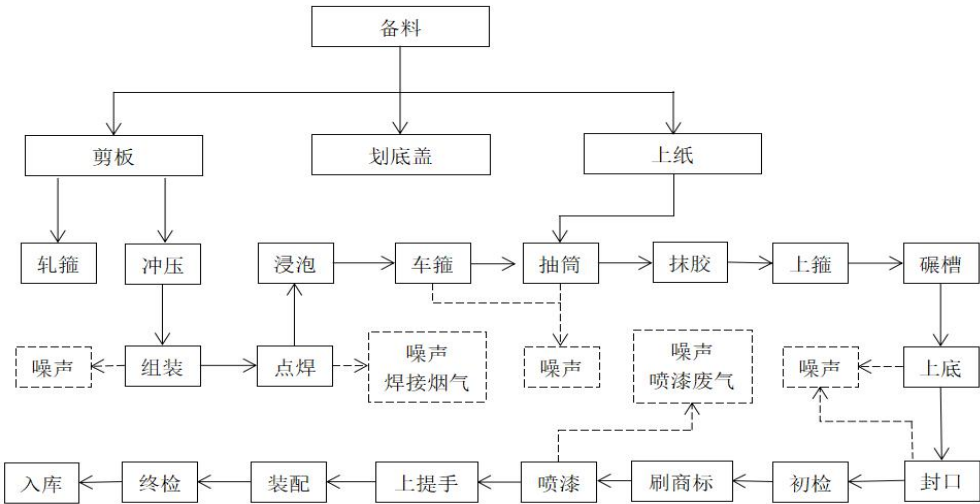 备料
剪板
划底盖
上纸
轧箍
冲压
浸泡
车箍
抽筒
抹胶
上箍
碾槽
噪声
组装
点焊
噪声
焊接烟气
噪声
噪声
喷漆废气
噪声
上底
入库
终检
装配
上提手
喷漆
刷商标
初检
封口